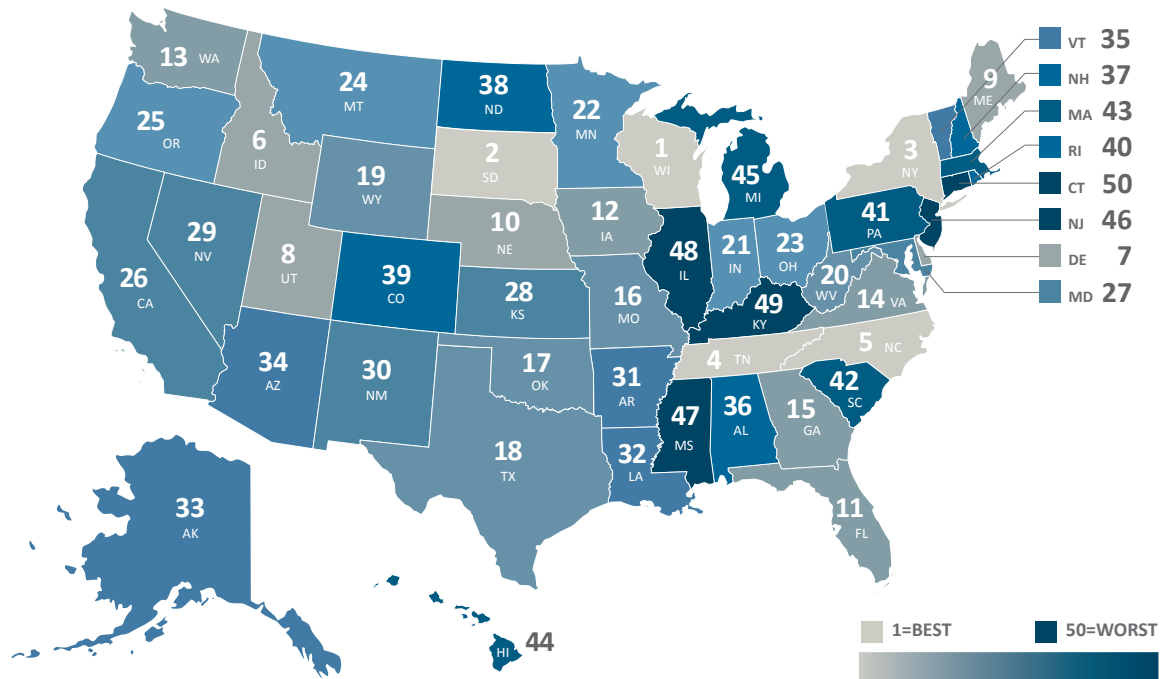 13 WA
24
MT
38
ND
22
MN
1
WI
45
MI
3
NY
9
ME
VT 35
NH 37
MA 43
RI 40
CT 50
NJ 46
DE 7
MD 27
25
OR
6
ID
19
WY
2
SD
10
NE
12
IA
48
IL
21
IN
23
OH
41
PA
20
WV
14 VA
26
CA
29
NV
8
UT
39
CO
28
KS
16
MO
49
KY
4 TN
5 NC
34
AZ
30
NM
17
OK
31
AR
47
MS
36
AL
15
GA
42
SC
18
TX
32
LA
11
FL
33
AK
HI 44
1=BEST
50=WORST